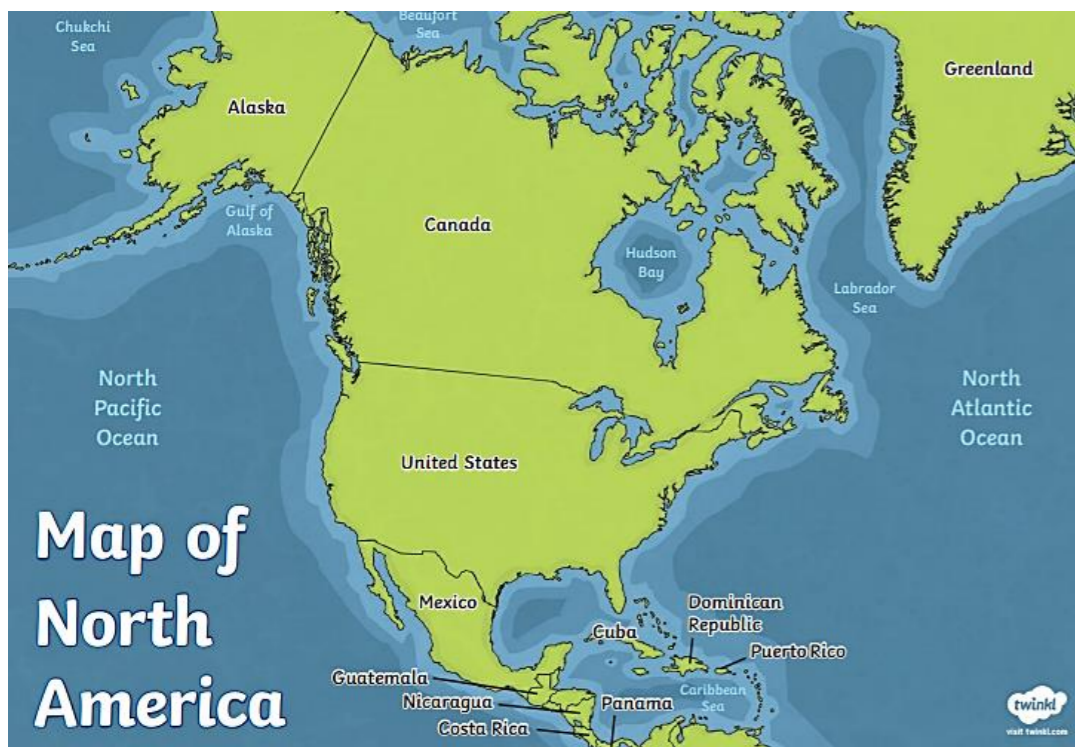 Chukchi
Sea
Beaufort
Sea
Greenland
Alaska
Gulf of
Alaska
Canada
Hudson
Bay
Labrador
Sea
North
Pacific
Ocean
North
Atlantic
Ocean
United States
Map of
North
America
Mexico
Cuba
Dominican
Republic
Puerto Rico
Guatemala
Nicaragua
Costa Rica
Panama
Caribbean
Sea
twinkl
visit twinkl.com